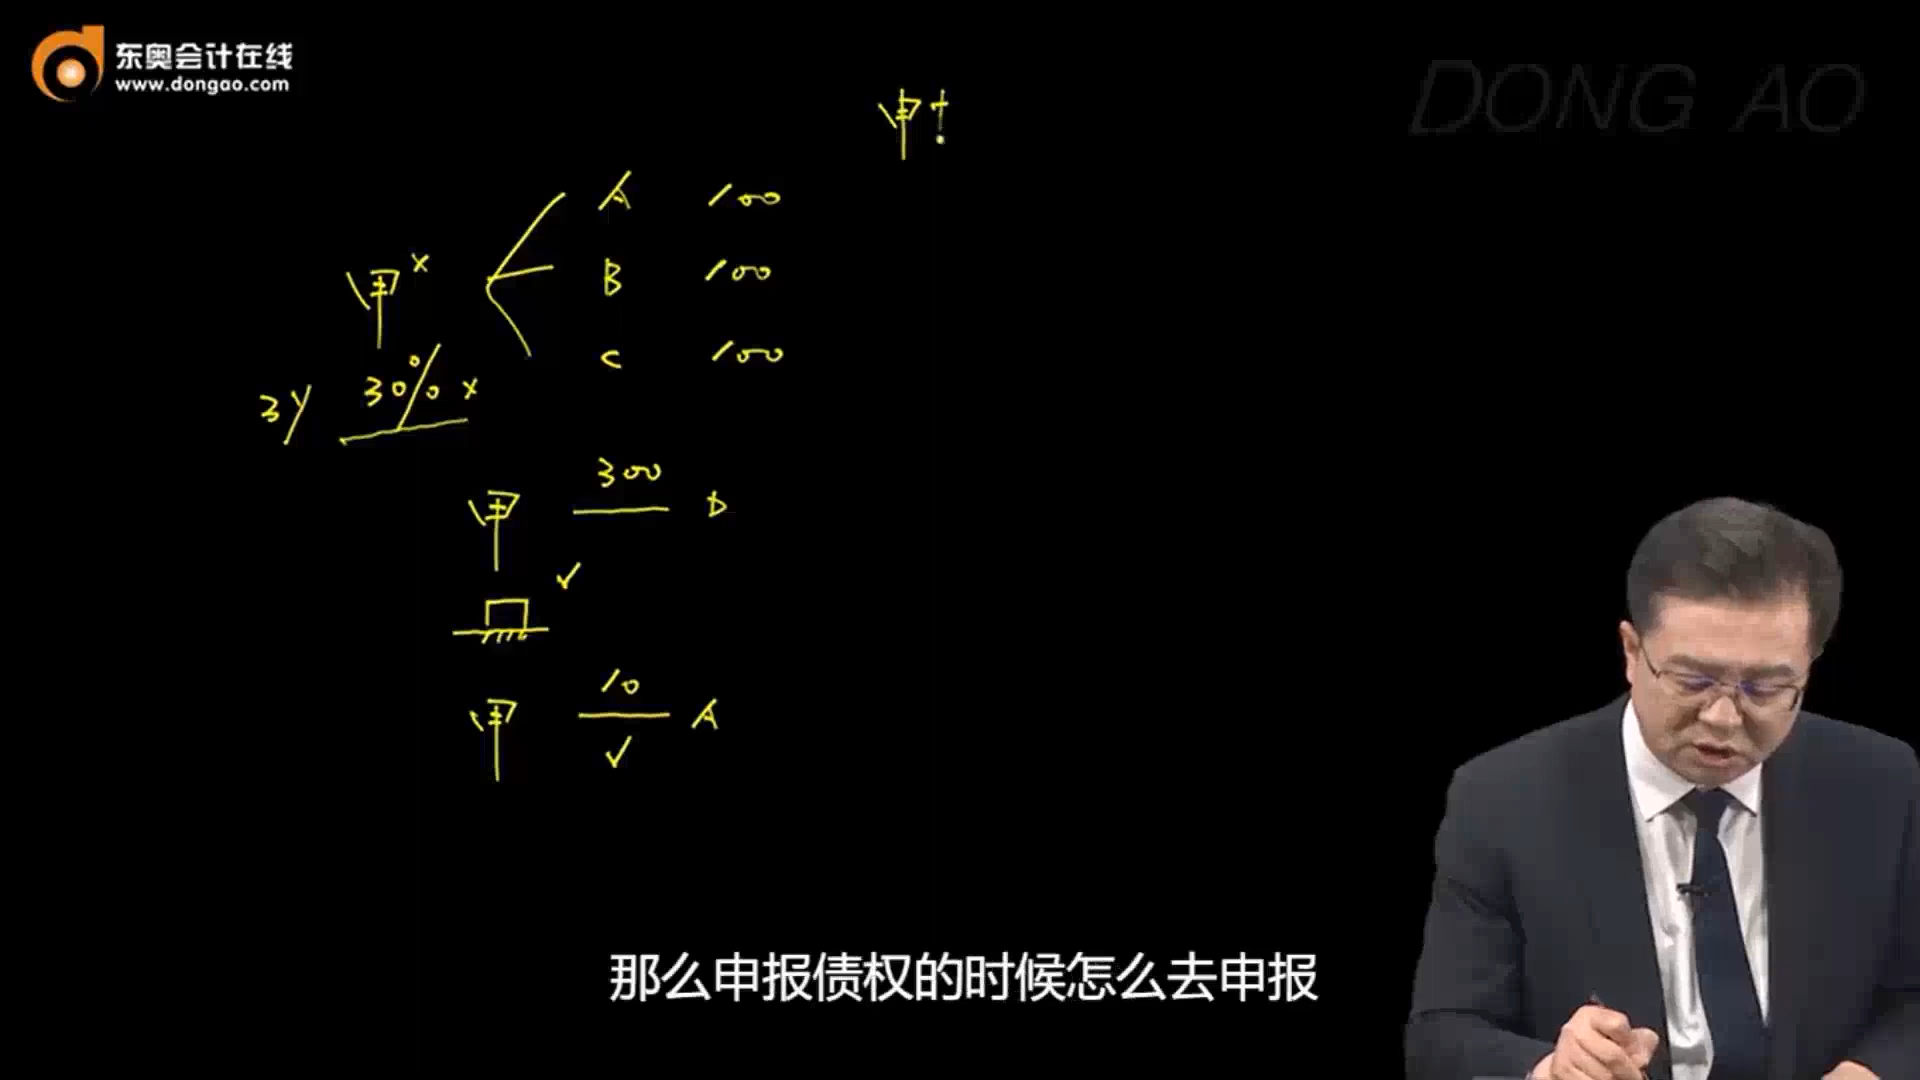 东奥会计在线
www.dongao.com
DONG AO
甲
A 100
甲 x
B 100
C 100
30% x
300
甲 D
✓
10
甲 A
✓
那么申报债权的时候怎么去申报